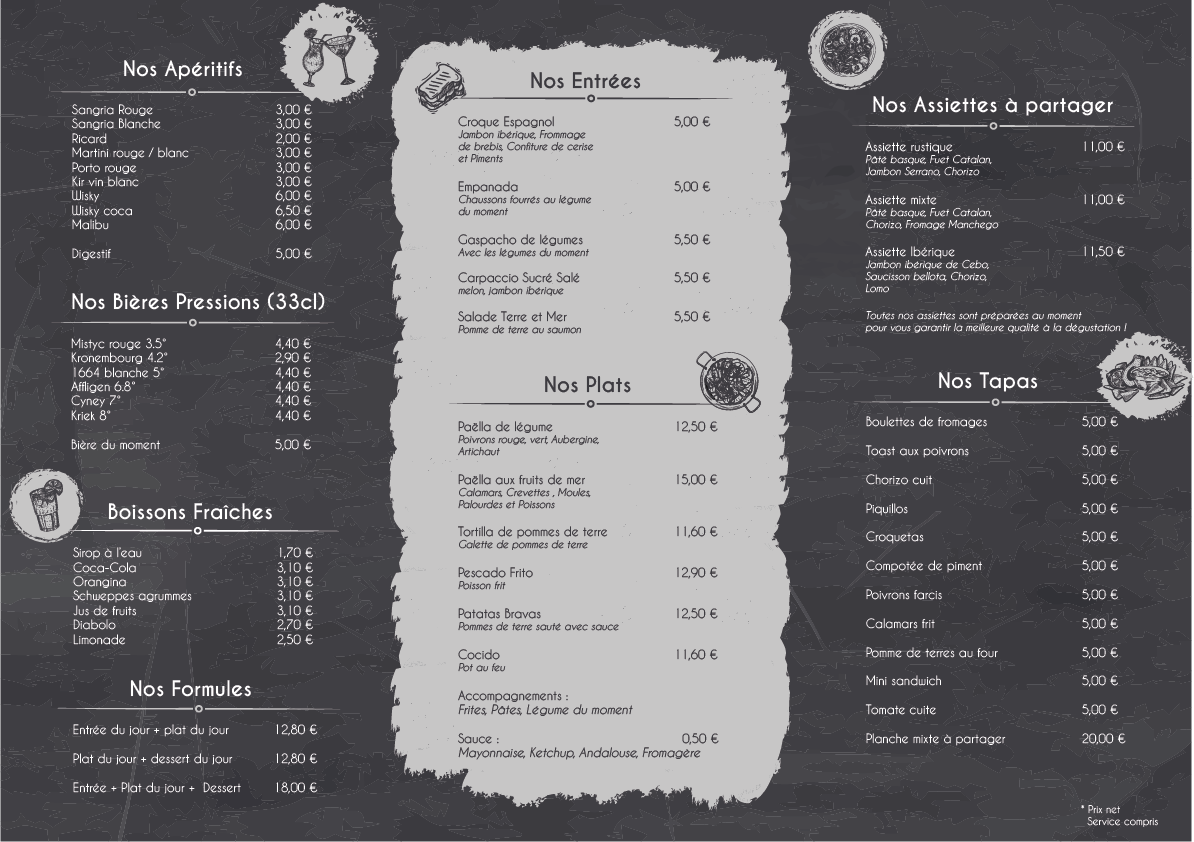 Nos Apéritifs
Sangria Rouge 3,00 €
Sangria Blanche 3,00 €
Ricard 2,00 €
Martini rouge / blanc 3,00 €
Porto rouge 3,00 €
Kir vin blanc 3,00 €
Wisky 6,00 €
Wisky coca 6,50 €
Malibu 6,00 €
Digestif 5,00 €
Nos Bières Pressions (33cl)
Mistyc rouge 3.5° 4,40 €
Kronembourg 4.2° 2,90 €
1664 blanche 5° 4,40 €
Affligen 6.8° 4,40 €
Cyney 7° 4,40 €
Kriek 8° 4,40 €
Bière du moment 5,00 €
Boissons Fraîches
Sirop à l'eau 1,70 €
Coca-Cola 3,10 €
Orangina 3,10 €
Schweppes agrummes 3,10 €
Jus de fruits 3,10 €
Diabolo 2,70 €
Limonade 2,50 €
Nos Formules
Entrée du jour + plat du jour 12,80 €
Plat du jour + dessert du jour 12,80 €
Entrée + Plat du jour + Dessert 18,00 €
Nos Entrées
Croque Espagnol 5,00 €
Jambon ibérique, Frommage
de brebis, Confiture de cerise
et Piments
Empanada 5,00 €
Chaussons fourrés au légume
du moment
Gaspacho de légumes 5,50 €
Avec les légumes du moment
Carpaccio Sucré Salé 5,50 €
melon, jambon ibérique
Salade Terre et Mer 5,50 €
Pomme de terre au saumon
Nos Plats
Paëlla de légume 12,50 €
Poivrons rouge, vert, Aubergine,
Artichaut
Paëlla aux fruits de mer 15,00 €
Calamars, Crevettes , Moules,
Palourdes et Poissons
Tortilla de pommes de terre 11,60 €
Galette de pommes de terre
Pescado Frito 12,90 €
Poisson frit
Patatas Bravas 12,50 €
Pommes de terre sauté avec sauce
Cocido 11,60 €
Pot au feu
Accompagnements :
Frites, Pâtes, Légume du moment
Sauce : 0,50 €
Mayonnaise, Ketchup, Andalouse, Fromagère
Nos Assiettes à partager
Assiette rustique 11,00 €
Pâté basque, Fuet Catalan,
Jambon Serrano, Chorizo
Assiette mixte 11,00 €
Pâté basque, Fuet Catalan,
Chorizo, Fromage Manchego
Assiette Ibérique 11,50 €
Jambon ibérique de Cebo,
Saucisson bellota, Chorizo,
Lomo
Toutes nos assiettes sont préparées au moment
pour vous garantir la meilleure qualité à la dégustation !
Nos Tapas
Boulettes de fromages 5,00 €
Toast aux poivrons 5,00 €
Chorizo cuit 5,00 €
Piquillos 5,00 €
Croquetas 5,00 €
Compotée de piment 5,00 €
Poivrons farcis 5,00 €
Calamars frit 5,00 €
Pomme de terres au four 5,00 €
Mini sandwich 5,00 €
Tomate cuite 5,00 €
Planche mixte à partager 20,00 €
* Prix net
Service compris